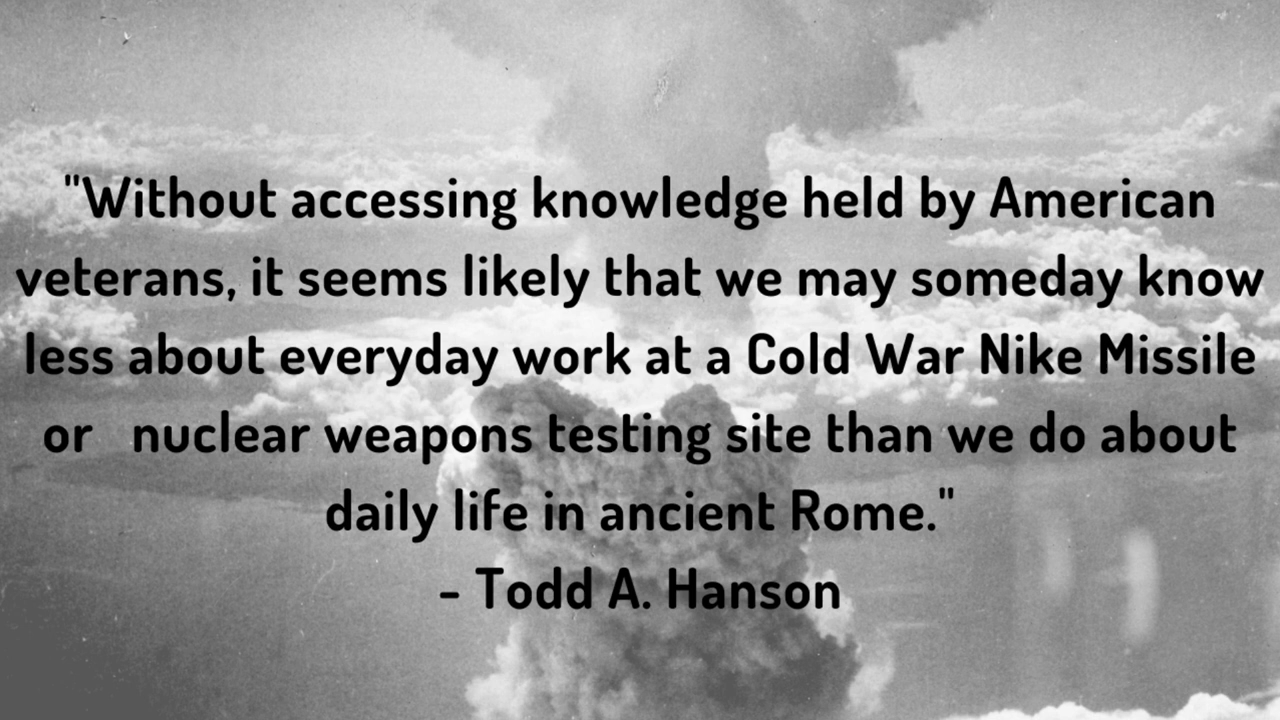 "Without accessing knowledge held by American
veterans, it seems likely that we may someday know
less about everyday work at a Cold War Nike Missile
or   nuclear weapons testing site than we do about
daily life in ancient Rome."
- Todd A. Hanson